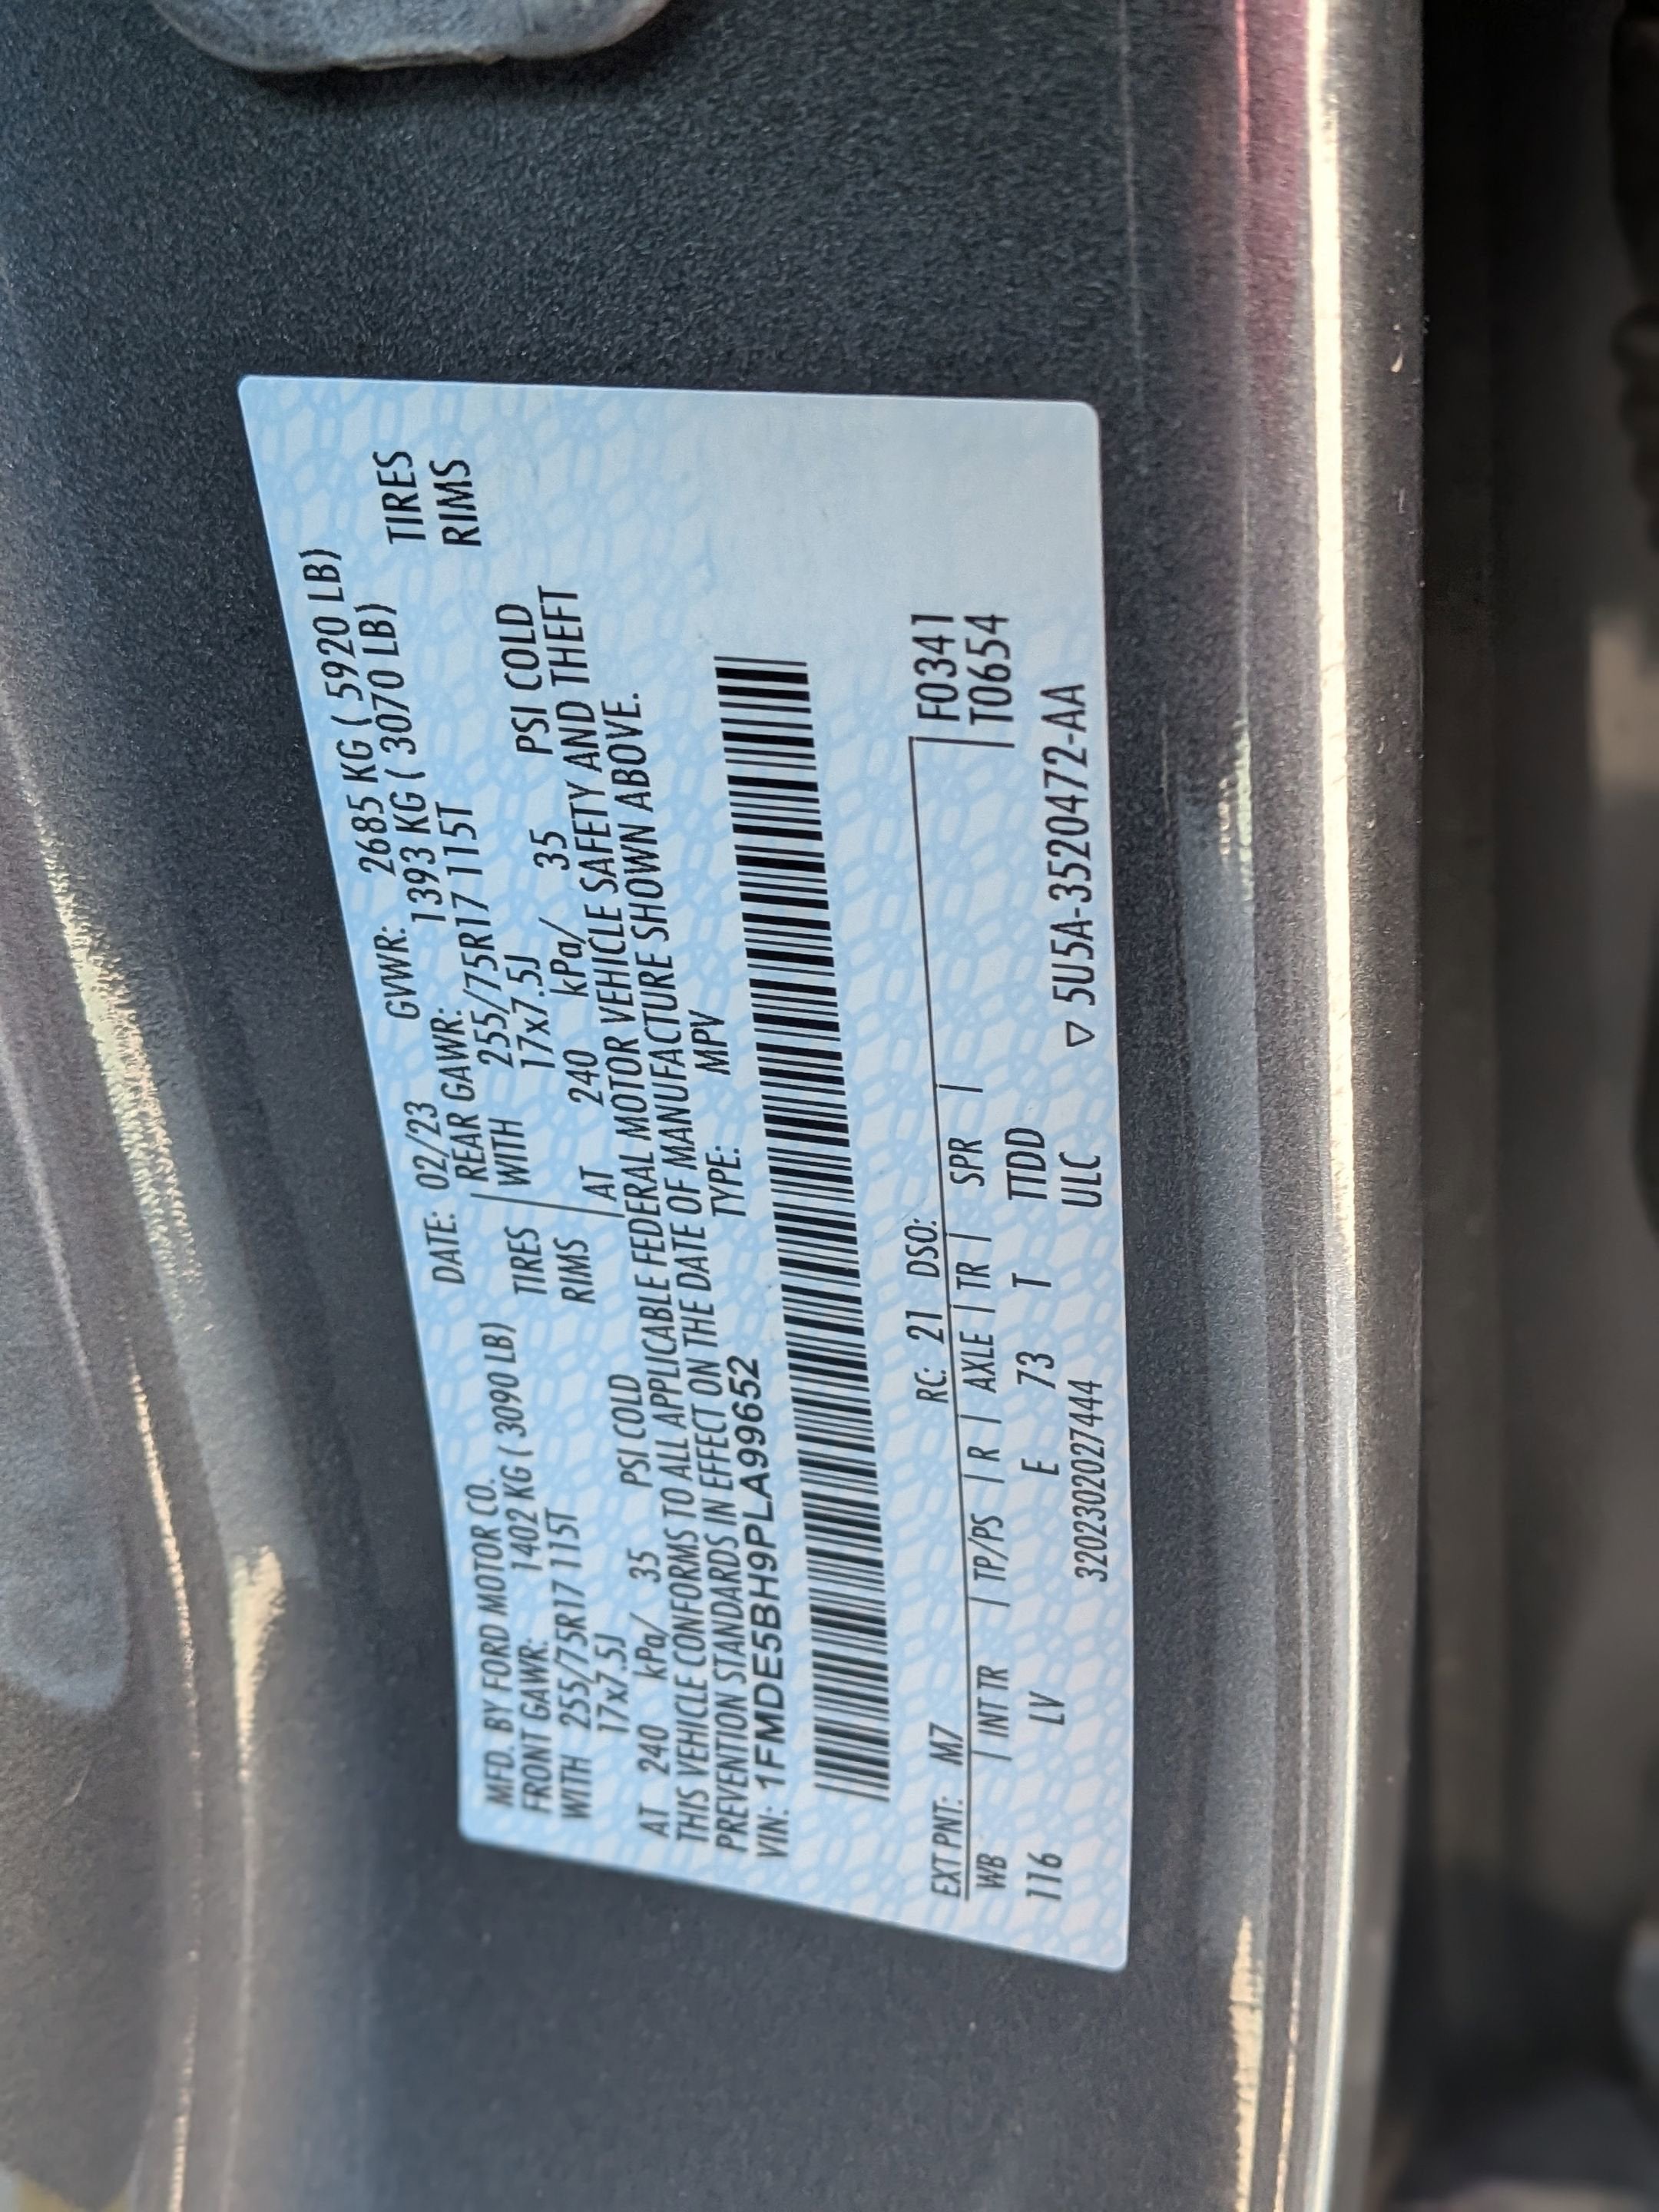 MFD. BY FORD MOTOR CO. DATE: 02/23 GVWR: 2685 KG ( 5920 LB)
FRONT GAWR: 1402 KG ( 3090 LB) REAR GAWR: 1393 KG ( 3070 LB)
WITH 255/75R17 115T TIRES WITH 255/75R17 115T TIRES
17x7.5J RIMS 17x7.5J RIMS
AT 240 kPa/ 35 PSI COLD AT 240 kPa/ 35 PSI COLD
THIS VEHICLE CONFORMS TO ALL APPLICABLE FEDERAL MOTOR VEHICLE SAFETY AND THEFT
PREVENTION STANDARDS IN EFFECT ON THE DATE OF MANUFACTURE SHOWN ABOVE.
VIN: 1FMDE5BH9PLA99652 TYPE: MPV
EXT PNT: M7 RC: 21 DSO:
WB | INT TR | TP/PS | R | AXLE | TR | SPR | F0341
116 LV E 73 T TTDD T0654
3202302027444 ULC ▽ 5U5A-3520472-AA